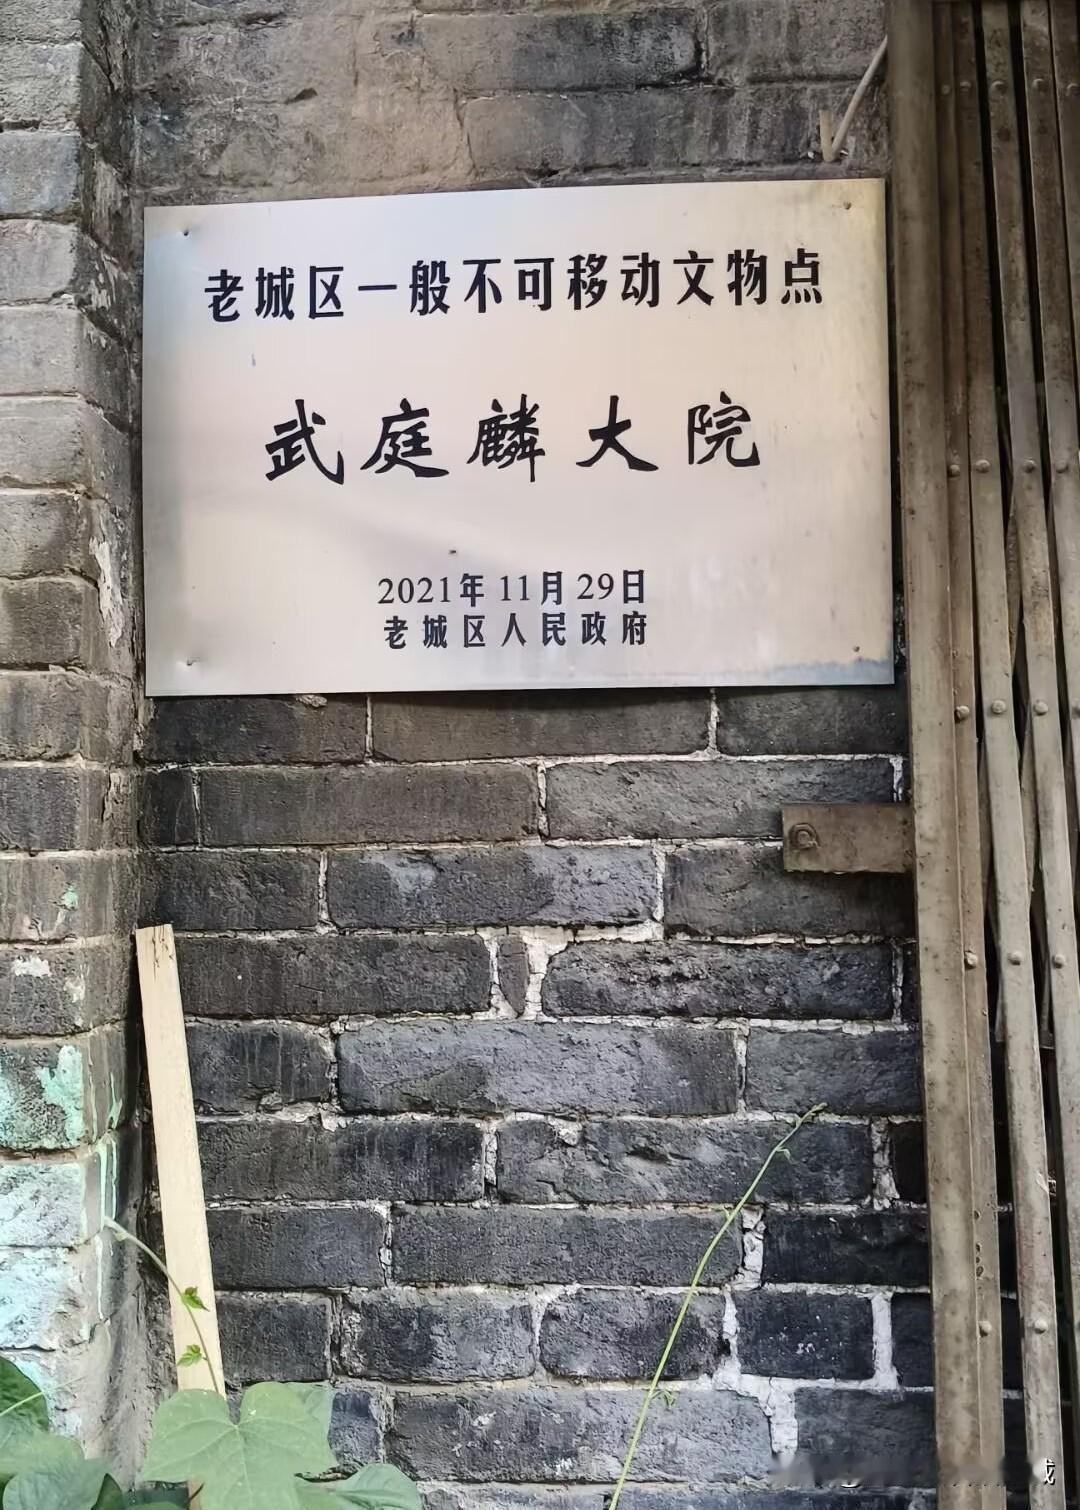 老城区一般不可移动文物点
武庭麟大院
2021年11月29日
老城区人民政府